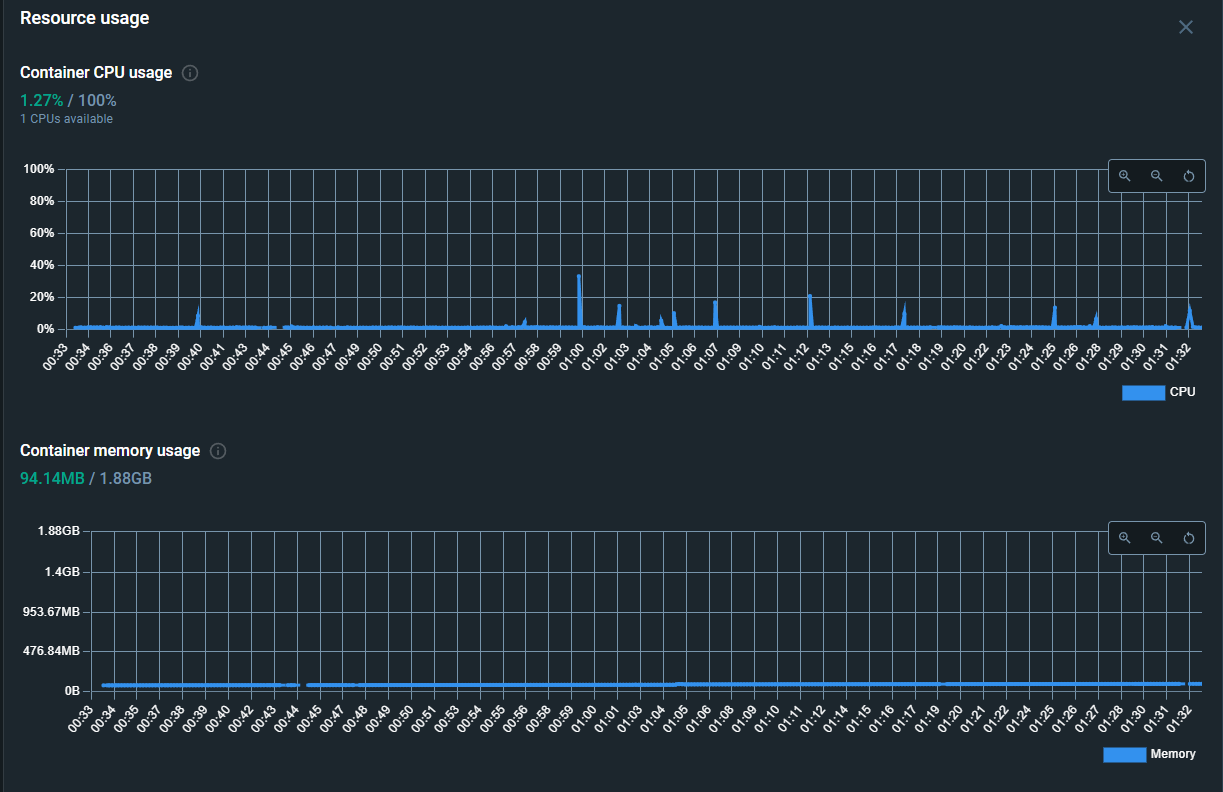 Resource usage
Container CPU usage
1.27% / 100%
1 CPUs available
100%
80%
60%
40%
20%
0%
00:33 00:34 00:36 00:37 00:38 00:39 00:40 00:41 00:43 00:44 00:45 00:46 00:47 00:49 00:50 00:51 00:52 00:53 00:54 00:56 00:57 00:58 00:59 01:00 01:02 01:03 01:04 01:05 01:06 01:07 01:09 01:10 01:11 01:12 01:13 01:15 01:16 01:17 01:18 01:19 01:20 01:22 01:23 01:24 01:25 01:26 01:28 01:29 01:30 01:31 01:32
CPU
Container memory usage
94.14MB / 1.88GB
1.88GB
1.4GB
953.67MB
476.84MB
0B
00:33 00:34 00:35 00:37 00:38 00:39 00:40 00:42 00:43 00:44 00:45 00:47 00:48 00:49 00:50 00:51 00:53 00:54 00:55 00:56 00:58 00:59 01:00 01:01 01:03 01:04 01:05 01:06 01:08 01:09 01:10 01:11 01:12 01:14 01:15 01:16 01:17 01:19 01:20 01:21 01:22 01:24 01:25 01:26 01:27 01:28 01:30 01:31 01:32
Memory